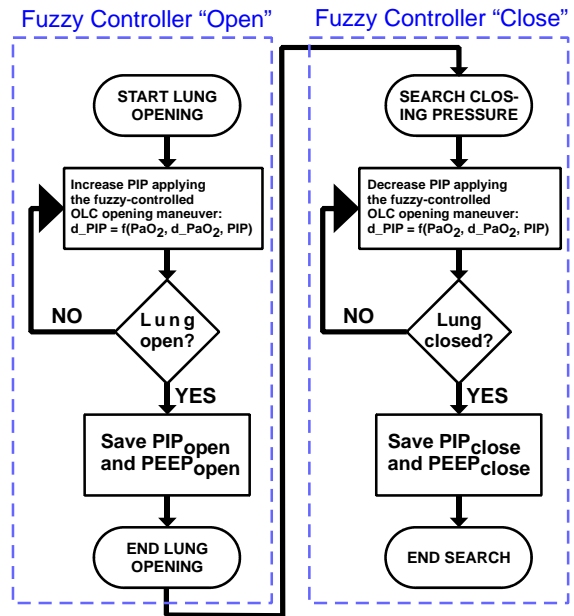 Fuzzy Controller “Open”
START LUNG
OPENING
Increase PIP applying
the fuzzy-controlled
OLC opening maneuver:
d_PIP = f(PaO2, d_PaO2, PIP)
NO
Lung
open?
YES
Save PIPopen
and PEEPopen
END LUNG
OPENING
Fuzzy Controller “Close”
SEARCH CLOS-
ING PRESSURE
Decrease PIP applying
the fuzzy-controlled
OLC opening maneuver:
d_PIP = f(PaO2, d_PaO2, PIP)
NO
Lung
closed?
YES
Save PIPclose
and PEEPclose
END SEARCH